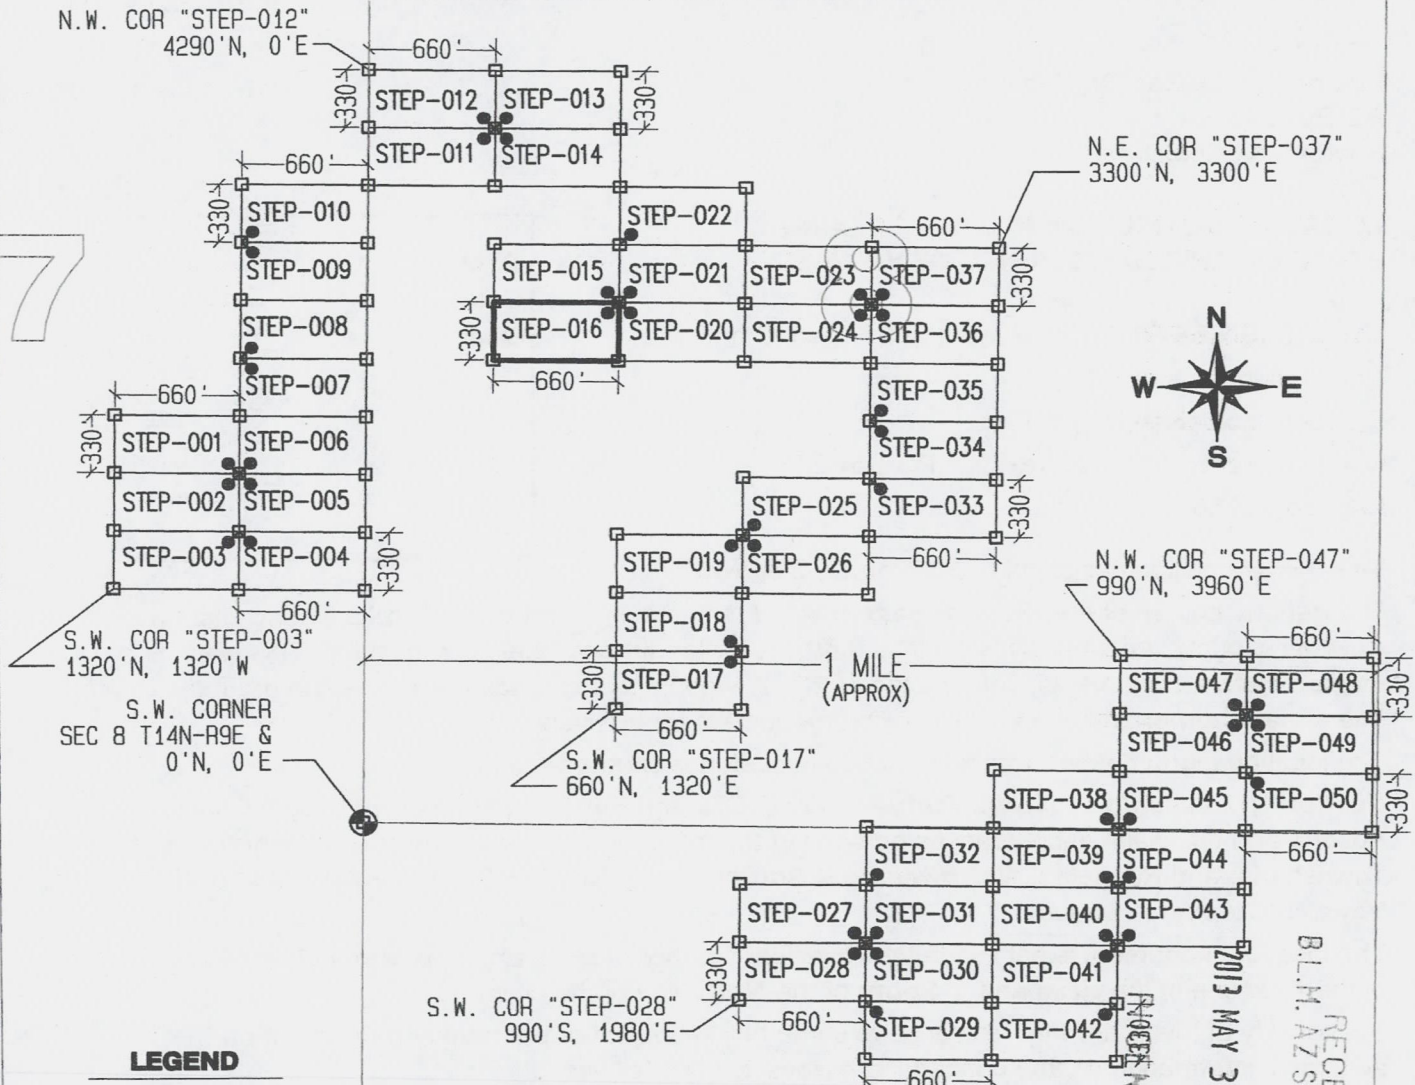 N.W. COR "STEP-012"
4290'N, 0'E
660'
330'
STEP-012
STEP-013
330'
STEP-011
STEP-014
660'
N.E. COR "STEP-037"
3300'N, 3300'E
330'
STEP-010
STEP-022
660'
7
STEP-009
STEP-015
STEP-021
STEP-023
8
STEP-037
330'
STEP-008
330'
STEP-016
STEP-020
STEP-024
STEP-036
N
W
E
S
STEP-007
660'
STEP-035
660'
330'
STEP-001
STEP-006
STEP-034
STEP-002
STEP-005
STEP-025
STEP-033
330'
STEP-003
STEP-004
330'
STEP-019
STEP-026
660'
N.W. COR "STEP-047"
990'N, 3960'E
660'
S.W. COR "STEP-003"
1320'N, 1320'W
STEP-018
660'
1 MILE
(APPROX)
330'
STEP-017
STEP-047
STEP-048
330'
S.W. CORNER
SEC 8 T14N-R9E &
0'N, 0'E
660'
STEP-046
STEP-049
S.W. COR "STEP-017"
660'N, 1320'E
STEP-038
STEP-045
STEP-050
330'
STEP-032
STEP-039
STEP-044
660'
STEP-027
STEP-031
STEP-040
STEP-043
330'
STEP-028
STEP-030
STEP-041
S.W. COR "STEP-028"
990'S, 1980'E
660'
STEP-029
STEP-042
330'
660'
LEGEND
2013 MAY 3
B.L.M. AZ S
RECE